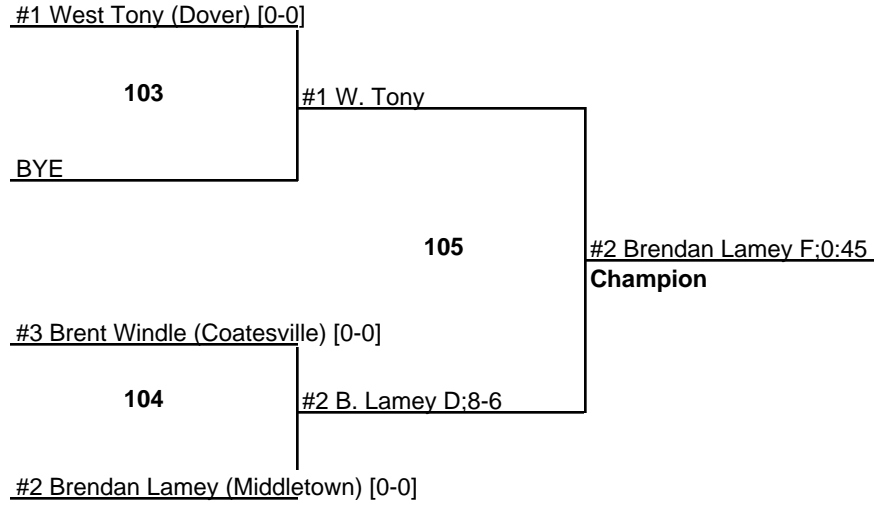 #1 West Tony (Dover) [0-0]
103
#1 W. Tony
BYE
105
#2 Brendan Lamey F;0:45
Champion
#3 Brent Windle (Coatesville) [0-0]
104
#2 B. Lamey D;8-6
#2 Brendan Lamey (Middletown) [0-0]